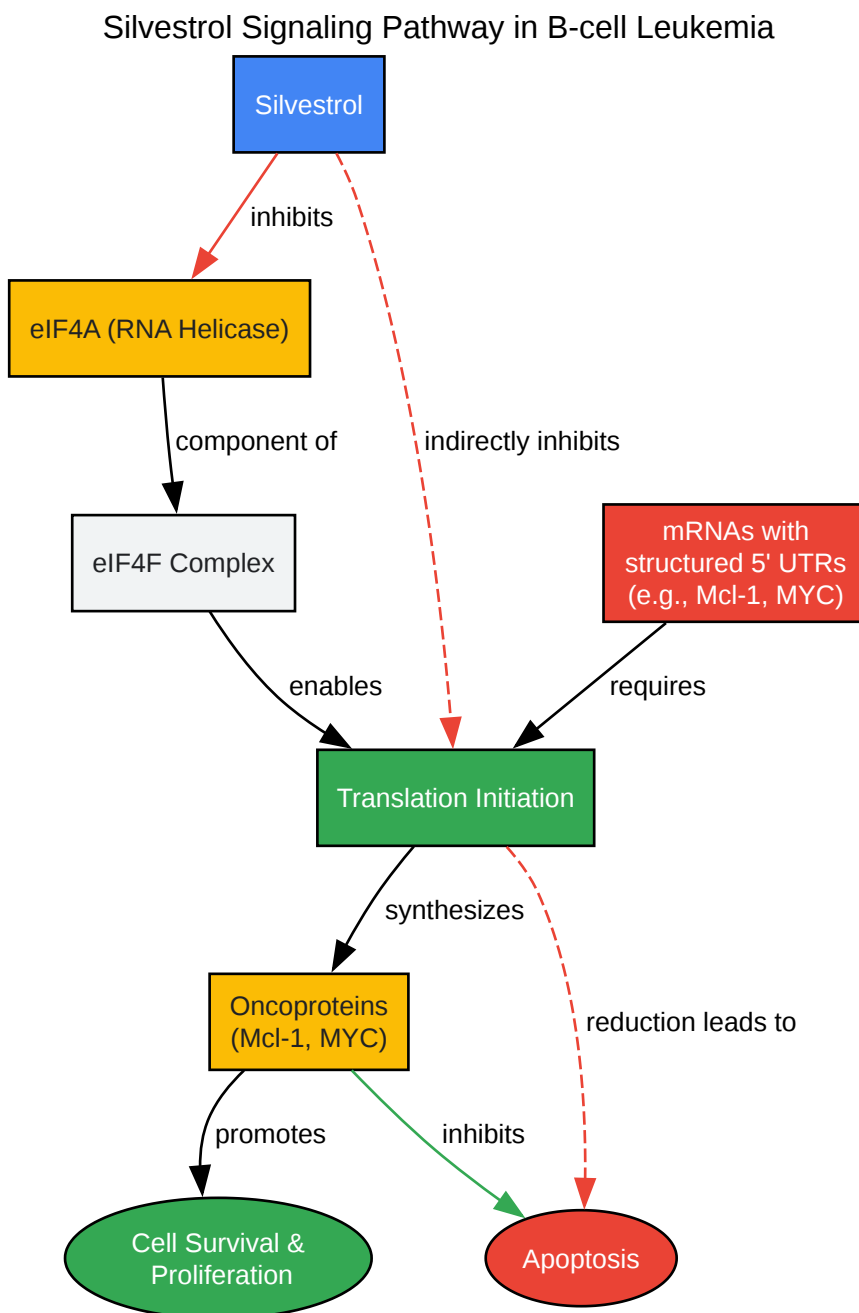 Silvestrol Signaling Pathway in B-cell Leukemia
Silvestrol
inhibits
eIF4A (RNA Helicase)
component of
indirectly inhibits
eIF4F Complex
mRNAs with
structured 5' UTRs
(e.g., Mcl-1, MYC)
enables
requires
Translation Initiation
synthesizes
Oncoproteins
(Mcl-1, MYC)
reduction leads to
promotes
inhibits
Cell Survival &
Proliferation
Apoptosis